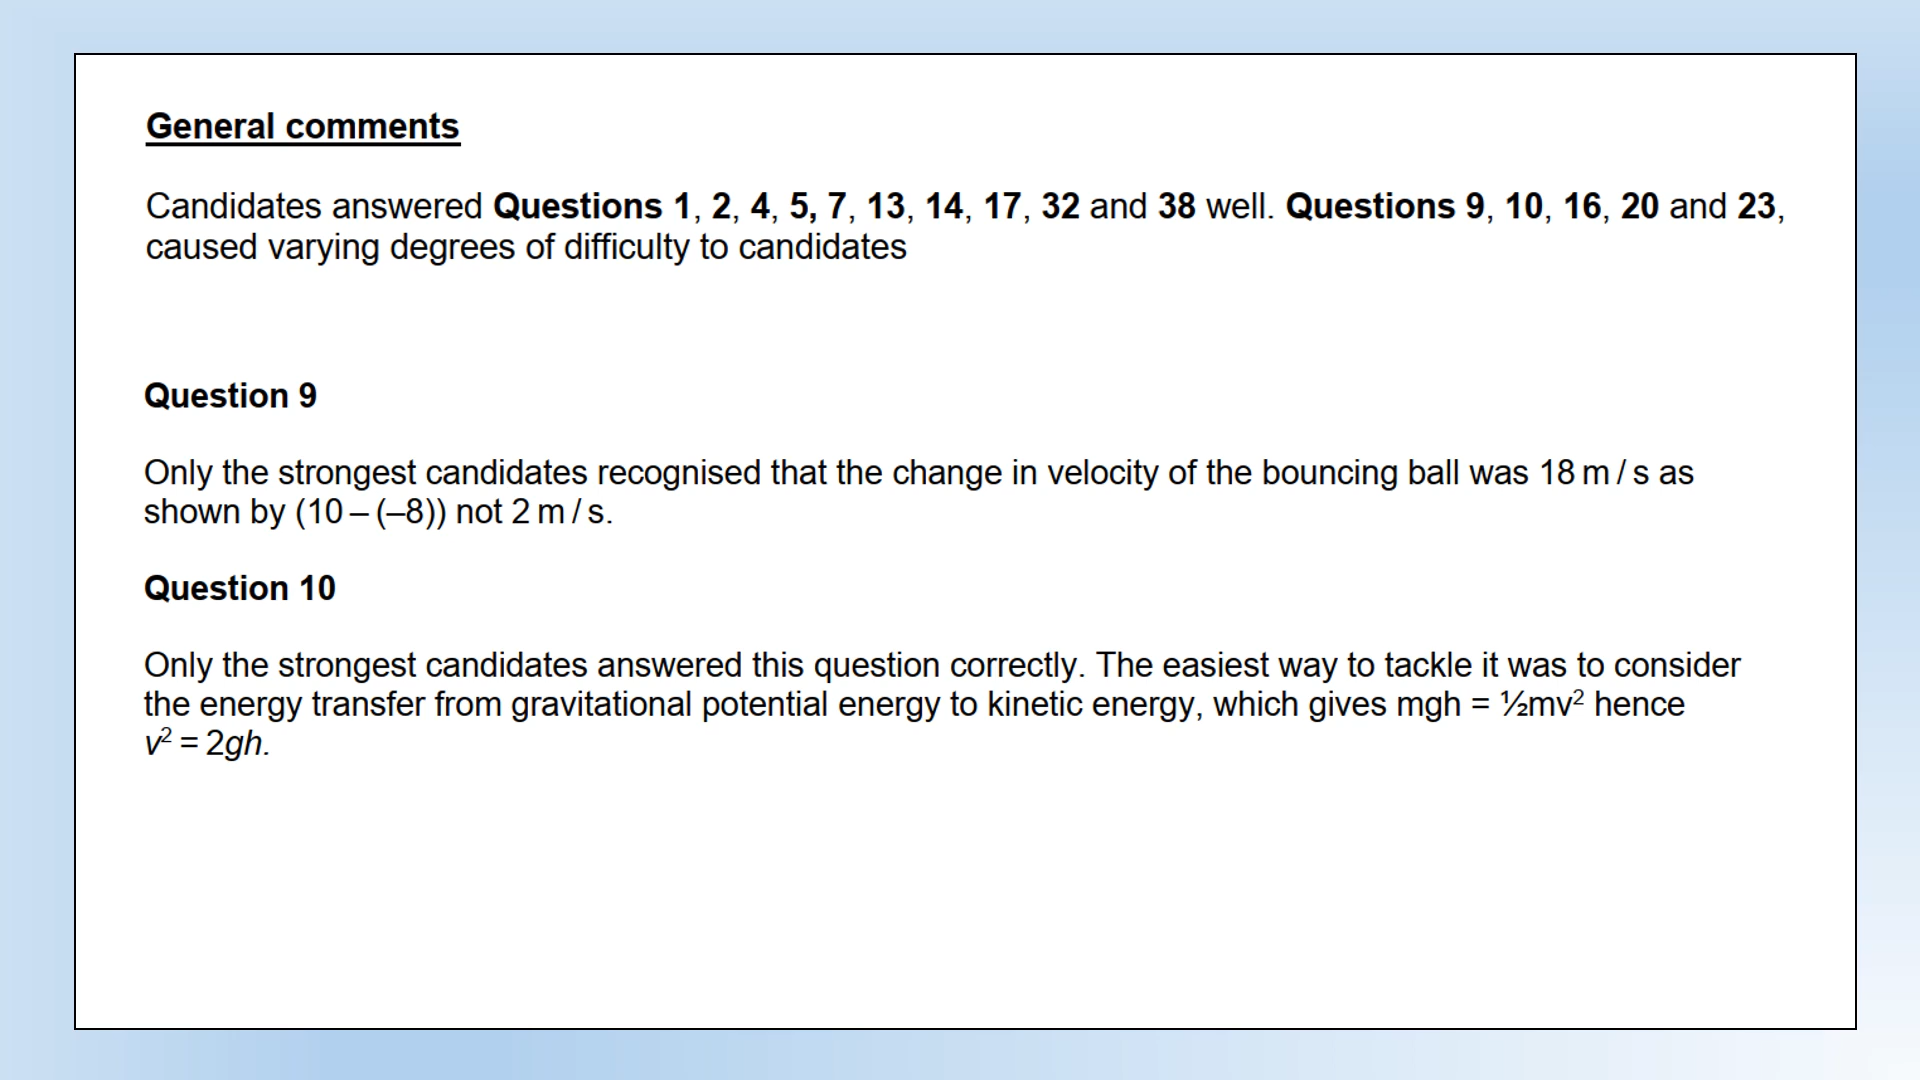 General comments
Candidates answered Questions 1, 2, 4, 5, 7, 13, 14, 17, 32 and 38 well. Questions 9, 10, 16, 20 and 23,
caused varying degrees of difficulty to candidates
Question 9
Only the strongest candidates recognised that the change in velocity of the bouncing ball was 18 m / s as
shown by (10 – (–8)) not 2 m / s.
Question 10
Only the strongest candidates answered this question correctly. The easiest way to tackle it was to consider
the energy transfer from gravitational potential energy to kinetic energy, which gives mgh = ½mv² hence
v² = 2gh.